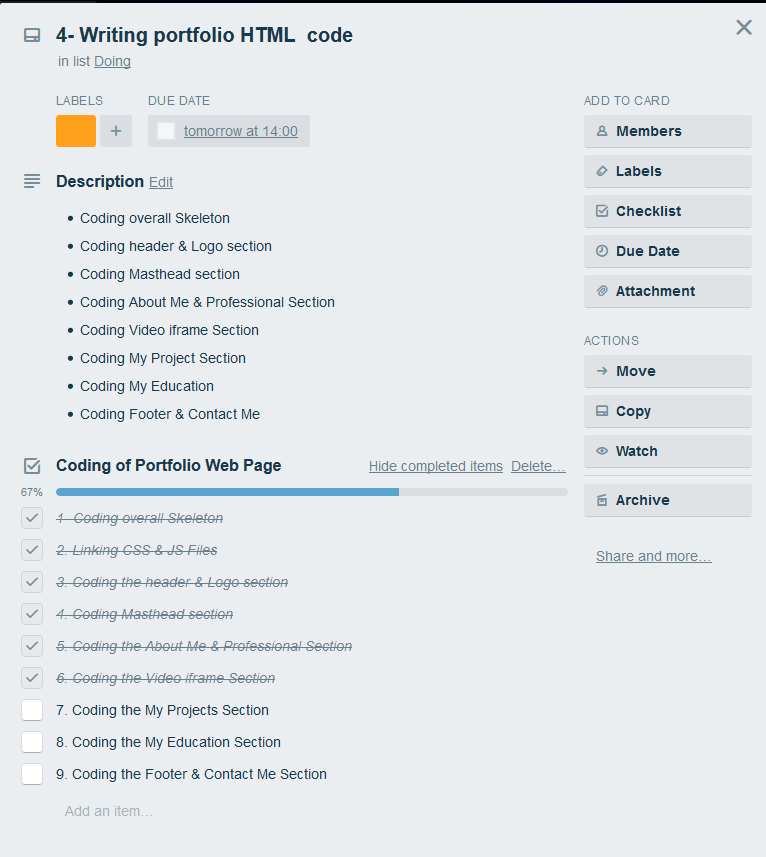 4- Writing portfolio HTML  code
in list Doing
LABELS
DUE DATE
+
tomorrow at 14:00
Description Edit
• Coding overall Skeleton
• Coding header & Logo section
• Coding Masthead section
• Coding About Me & Professional Section
• Coding Video iframe Section
• Coding My Project Section
• Coding My Education
• Coding Footer & Contact Me
Coding of Portfolio Web Page
Hide completed items Delete…
67%
1- Coding overall Skeleton
2. Linking CSS & JS Files
3. Coding the header & Logo section
4. Coding Masthead section
5. Coding the About Me & Professional Section
6. Coding the Video iframe Section
7. Coding the My Projects Section
8. Coding the My Education Section
9. Coding the Footer & Contact Me Section
Add an item…
ADD TO CARD
Members
Labels
Checklist
Due Date
Attachment
ACTIONS
Move
Copy
Watch
Archive
Share and more…